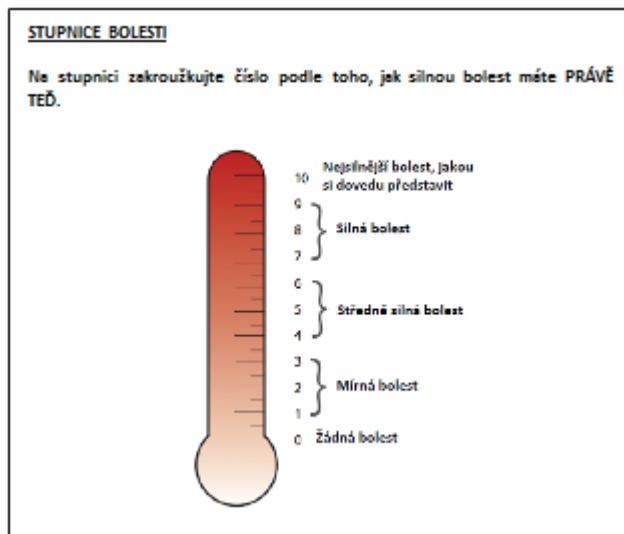 STUPNICE BOLESTI
Na stupnici zakroužkujte číslo podle toho, jak silnou bolest máte PRÁVĚ
TEĎ.
10 Nejsilnější bolest, jakou
si dovedu představit
9
8 Silná bolest
7
6
5 Středně silná bolest
4
3
2 Mírná bolest
1
0 Žádná bolest